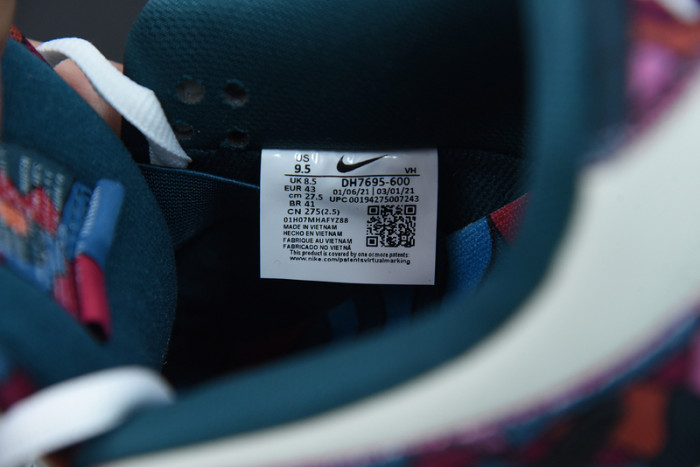 US
9.5 VH
UK 8.5 DH7695-600
EUR 43 01/06/21 | 03/01/21
cm 27.5 UPC 00194275007243
BR 41
CN 275(2.5)
01H07MHAFYZ88
MADE IN VIETNAM
HECHO EN VIETNAM
FABRIQUE AU VIETNAM
FABRICADO NO VIETNÃ
This product is covered by one or more patents:
www.nike.com/patentsvirtualmarking